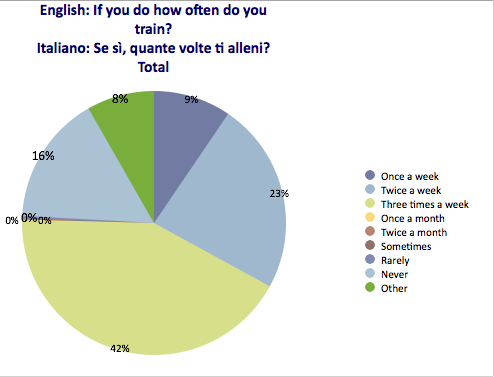 English: If you do how often do you
train?
Italiano: Se sì, quante volte ti alleni?
Total
8%
9%
16%
23%
0%
0%
0%
42%
Once a week
Twice a week
Three times a week
Once a month
Twice a month
Sometimes
Rarely
Never
Other